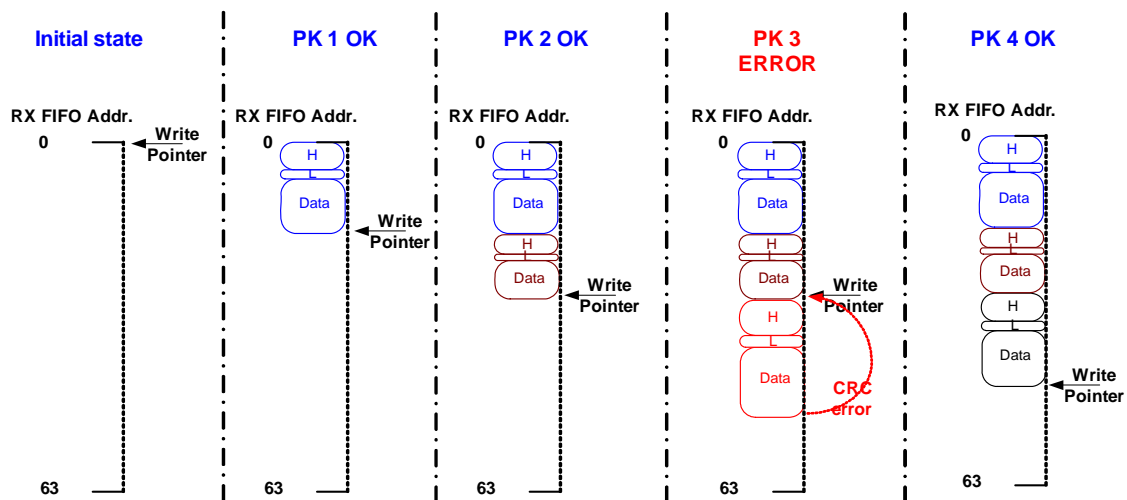 Initial state
RX FIFO Addr.
0
Write
Pointer
63
PK 1 OK
RX FIFO Addr.
0
H
L
Data
Write
Pointer
63
PK 2 OK
RX FIFO Addr.
0
H
L
Data
H
L
Data
Write
Pointer
63
PK 3
ERROR
RX FIFO Addr.
0
H
L
Data
H
L
Data
Write
Pointer
H
L
Data
CRC
error
63
PK 4 OK
RX FIFO Addr.
0
H
L
Data
H
L
Data
H
L
Data
Write
Pointer
63